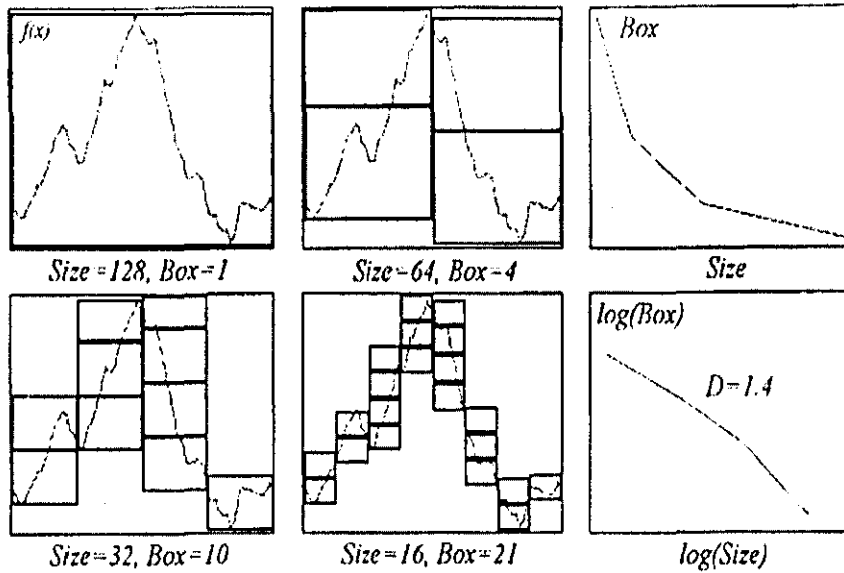 f(x)
Box
Size=128, Box=1
Size=64, Box=4
Size
log(Box)
D=1.4
Size=32, Box=10
Size=16, Box=21
log(Size)